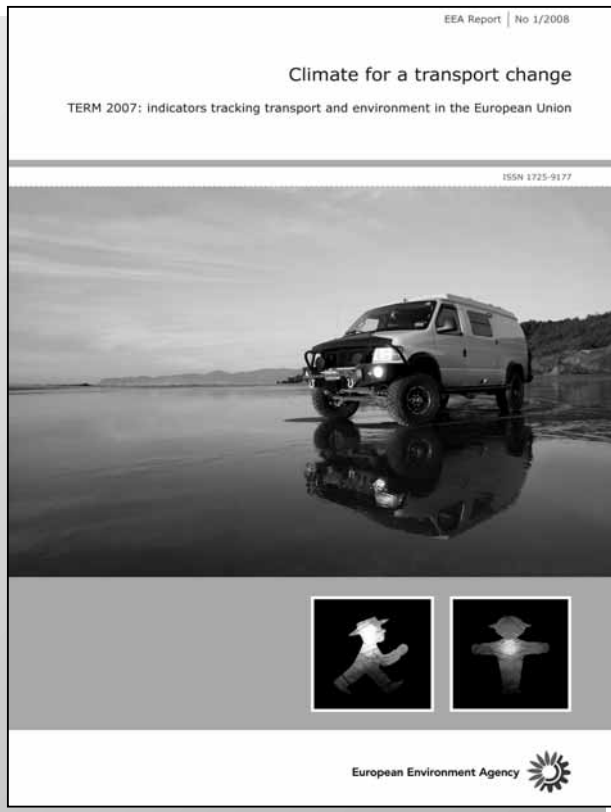 EEA Report | No 1/2008
Climate for a transport change
TERM 2007: indicators tracking transport and environment in the European Union
ISSN 1725-9177
European Environment Agency